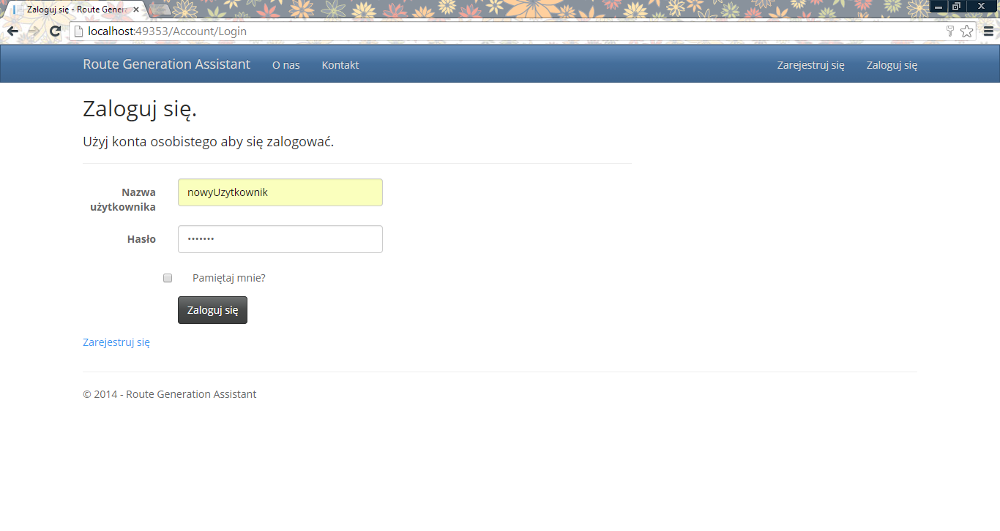 Zaloguj się - Route Genera
localhost:49353/Account/Login
Route Generation Assistant O nas Kontakt Zarejestruj się Zaloguj się
Zaloguj się.
Użyj konta osobistego aby się zalogować.
Nazwa
użytkownika
nowyUzytkownik
Hasło
•••••••
Pamiętaj mnie?
Zaloguj się
Zarejestruj się
© 2014 - Route Generation Assistant